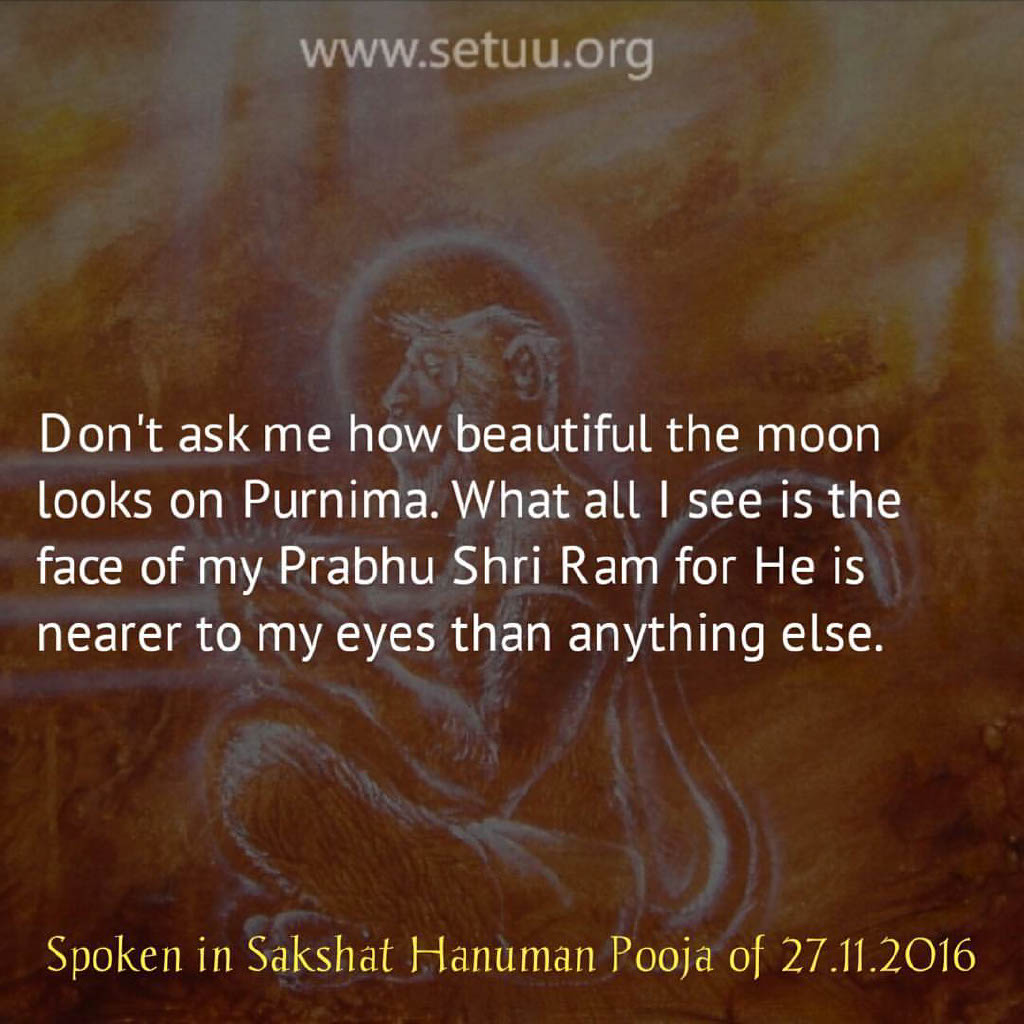 www.setuu.org
Don't ask me how beautiful the moon
looks on Purnima. What all I see is the
face of my Prabhu Shri Ram for He is
nearer to my eyes than anything else.
Spoken in Sakshat Hanuman Pooja of 27.11.2016